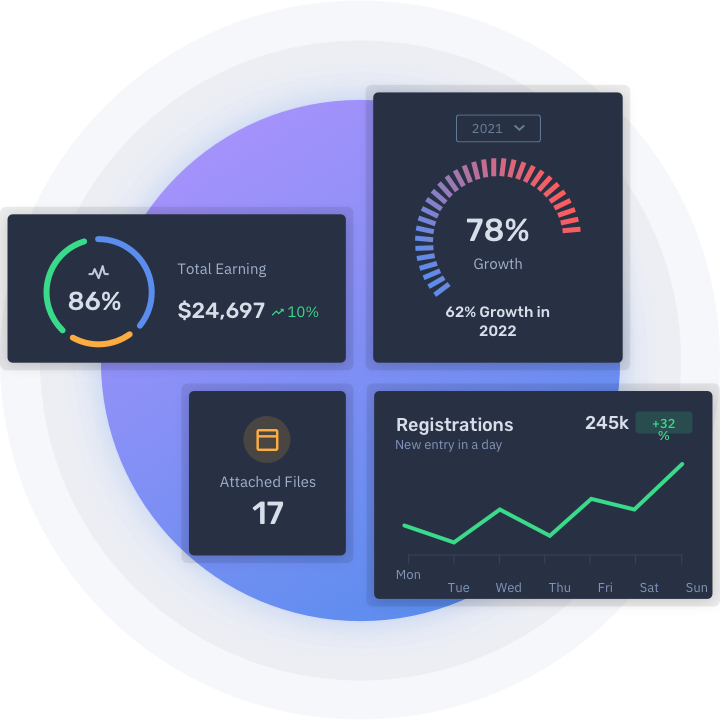 2021
78%
Growth
62% Growth in
2022
86%
Total Earning
$24,697 10%
Attached Files
17
Registrations
New entry in a day
245k
+32
%
Mon
Tue Wed Thu Fri Sat Sun